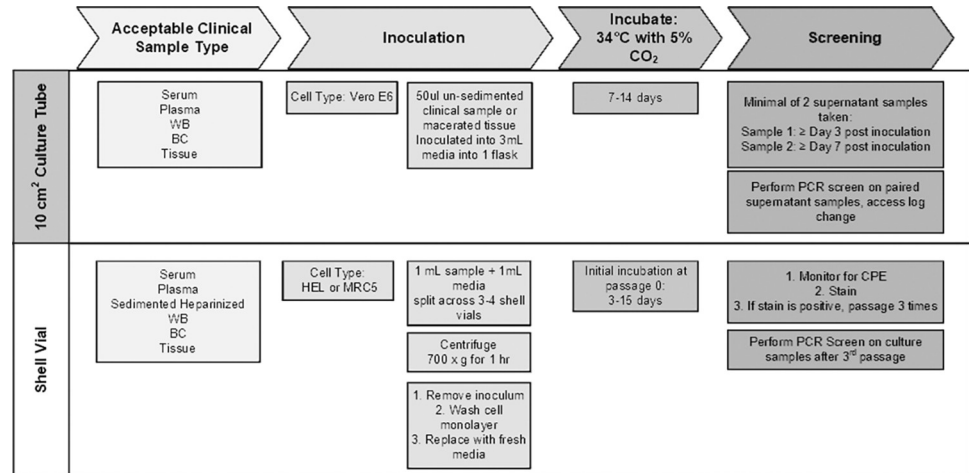 Acceptable Clinical
Sample Type
Inoculation
Incubate:
34°C with 5%
CO₂
Screening
10 cm² Culture Tube
Serum
Plasma
WB
BC
Tissue
Cell Type: Vero E6
50ul un-sedimented
clinical sample or
macerated tissue
Inoculated into 3mL
media into 1 flask
7-14 days
Minimal of 2 supernatant samples
taken:
Sample 1: ≥ Day 3 post inoculation
Sample 2: ≥ Day 7 post inoculation
Perform PCR screen on paired
supernatant samples, access log
change
Shell Vial
Serum
Plasma
Sedimented Heparinized
WB
BC
Tissue
Cell Type:
HEL or MRC5
1 mL sample + 1mL
media
split across 3-4 shell
vials
Centrifuge
700 x g for 1 hr
1. Remove inoculum
2. Wash cell
monolayer
3. Replace with fresh
media
Initial incubation at
passage 0:
3-15 days
1. Monitor for CPE
2. Stain
3. If stain is positive, passage 3 times
Perform PCR Screen on culture
samples after 3rd passage